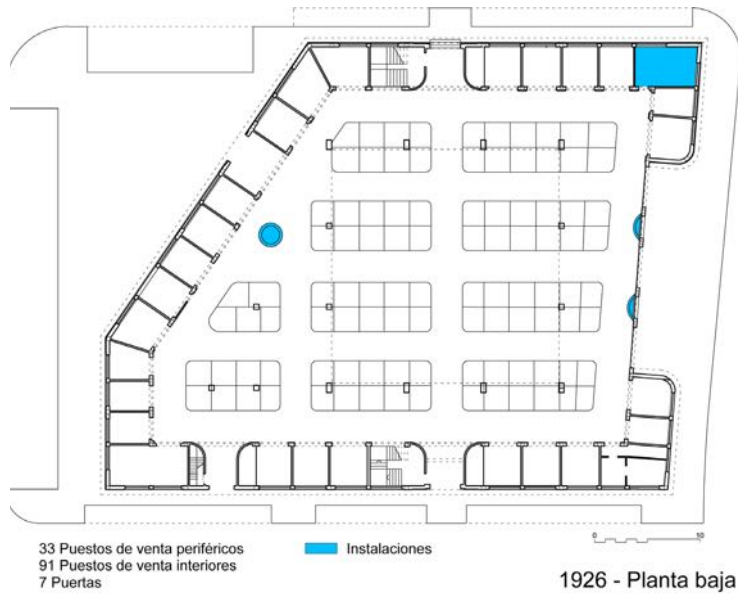 33 Puestos de venta periféricos
91 Puestos de venta interiores
7 Puertas
Instalaciones
0 10
1926 - Planta baja